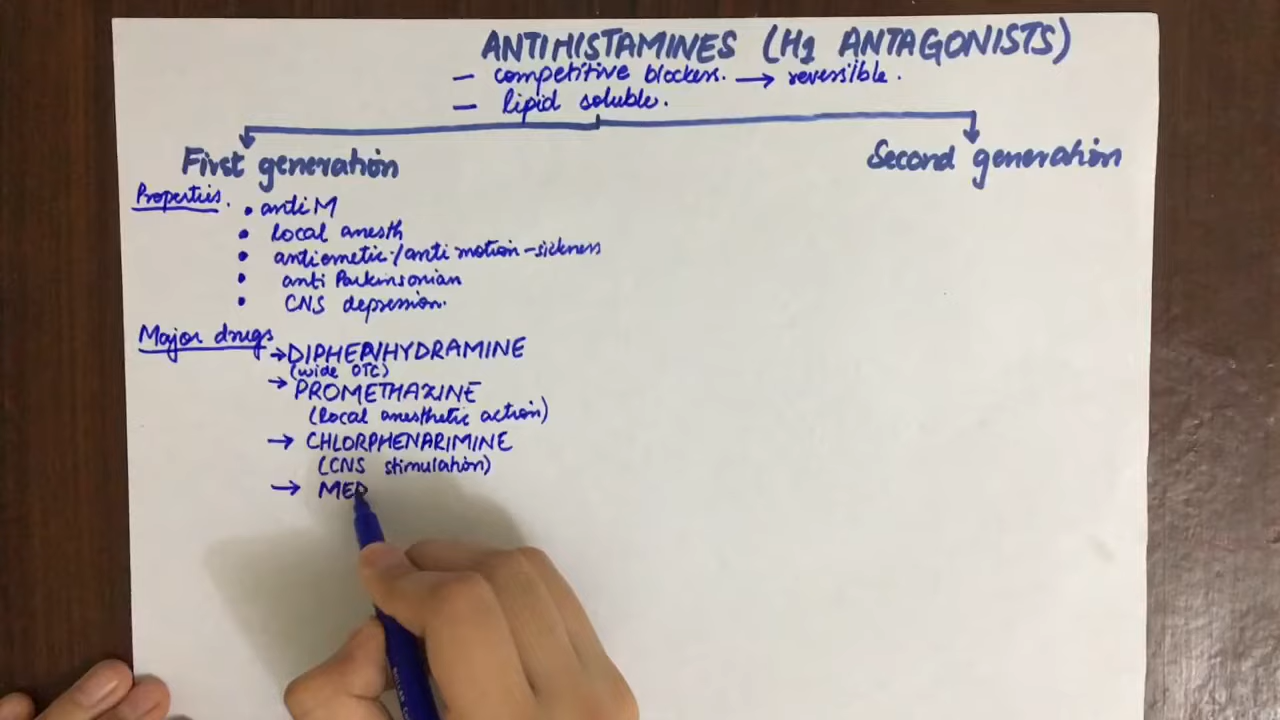 ANTIHISTAMINES (H1 ANTAGONISTS)
— competitive blockers. → reversible.
— lipid soluble.
First generation
Second generation
Properties.
• anti M
• local anesth
• antiemetic/anti motion-sickness
• anti Parkinsonian
• CNS depression.
Major drugs
→ DIPHENHYDRAMINE
(wide OTC)
→ PROMETHAZINE
(local anesthetic action)
→ CHLORPHENARIMINE
(CNS stimulation)
→ ME